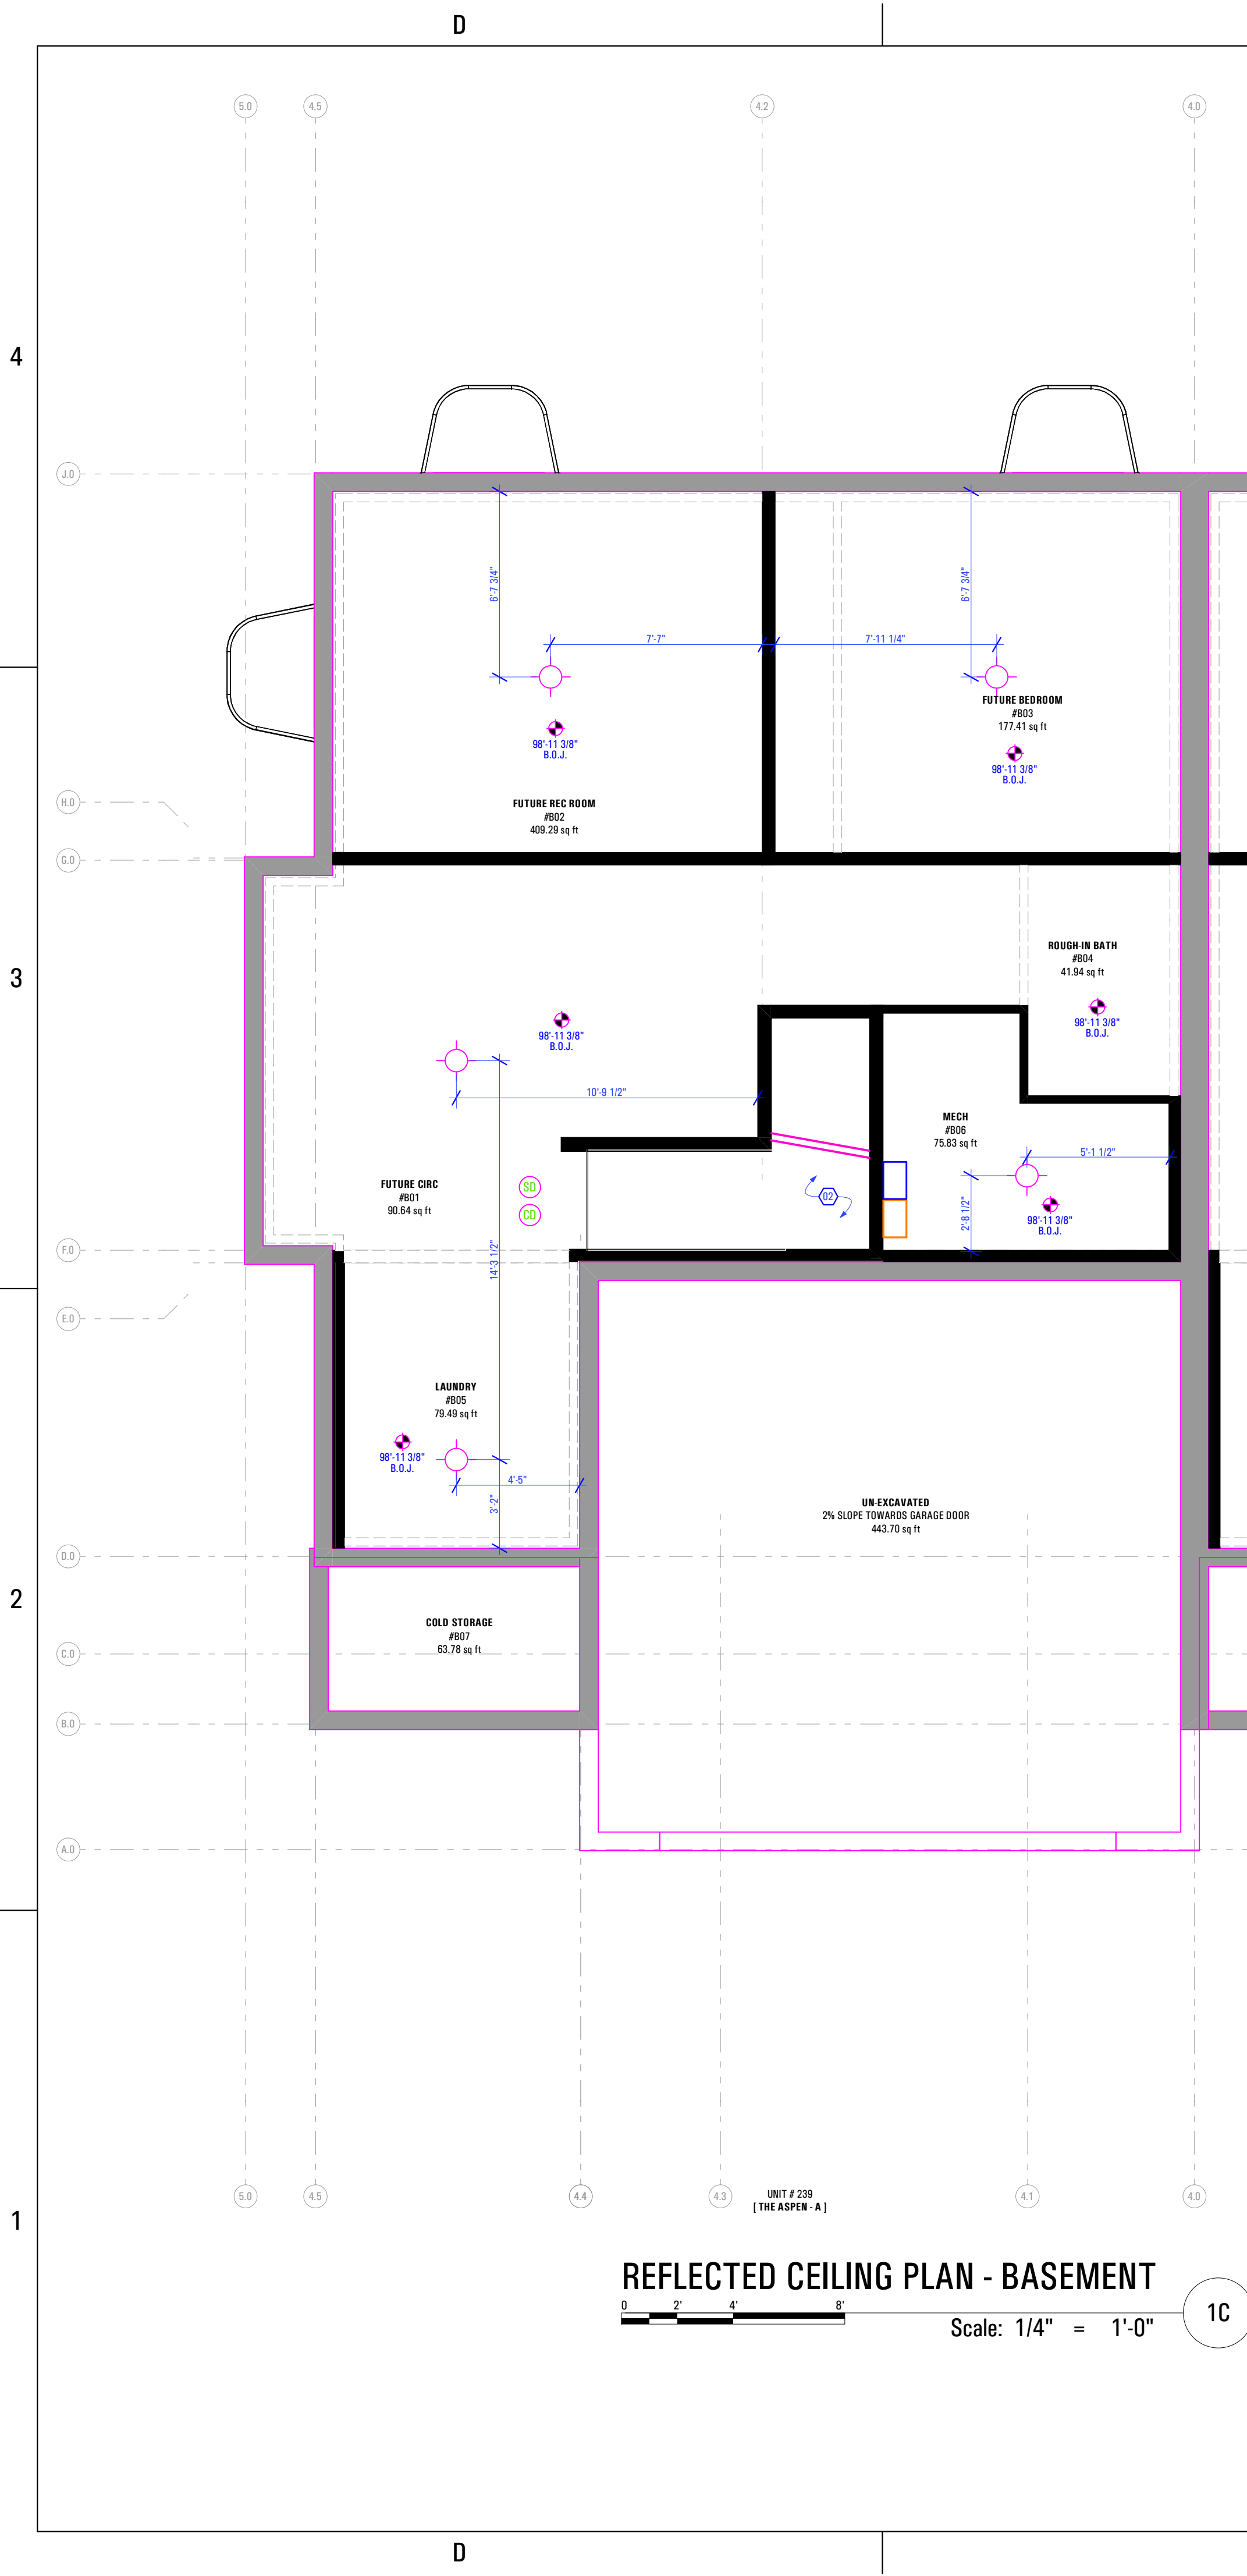 D
5.0
4.5
4.2
4.0
4
J.0
6'-7 3/4"
6'-7 3/4"
7'-7"
7'-11 1/4"
FUTURE BEDROOM
#B03
177.41 sq ft
98'-11 3/8"
B.O.J.
98'-11 3/8"
B.O.J.
FUTURE REC ROOM
#B02
409.29 sq ft
H.0
G.0
3
ROUGH-IN BATH
#B04
41.94 sq ft
98'-11 3/8"
B.O.J.
98'-11 3/8"
B.O.J.
10'-9 1/2"
MECH
#B06
75.83 sq ft
5'-1 1/2"
FUTURE CIRC
#B01
90.64 sq ft
SD
CD
02
2'-8 1/2"
98'-11 3/8"
B.O.J.
F.0
14'-3 1/2"
E.0
LAUNDRY
#B05
79.49 sq ft
98'-11 3/8"
B.O.J.
4'-5"
3'-2"
UN-EXCAVATED
2% SLOPE TOWARDS GARAGE DOOR
443.70 sq ft
D.0
2
COLD STORAGE
#B07
63.78 sq ft
C.0
B.0
A.0
5.0
4.5
4.4
4.3
4.1
4.0
UNIT # 239
[ THE ASPEN - A ]
1
REFLECTED CEILING PLAN - BASEMENT
0 2' 4' 8'
Scale: 1/4" = 1'-0"
1C
D